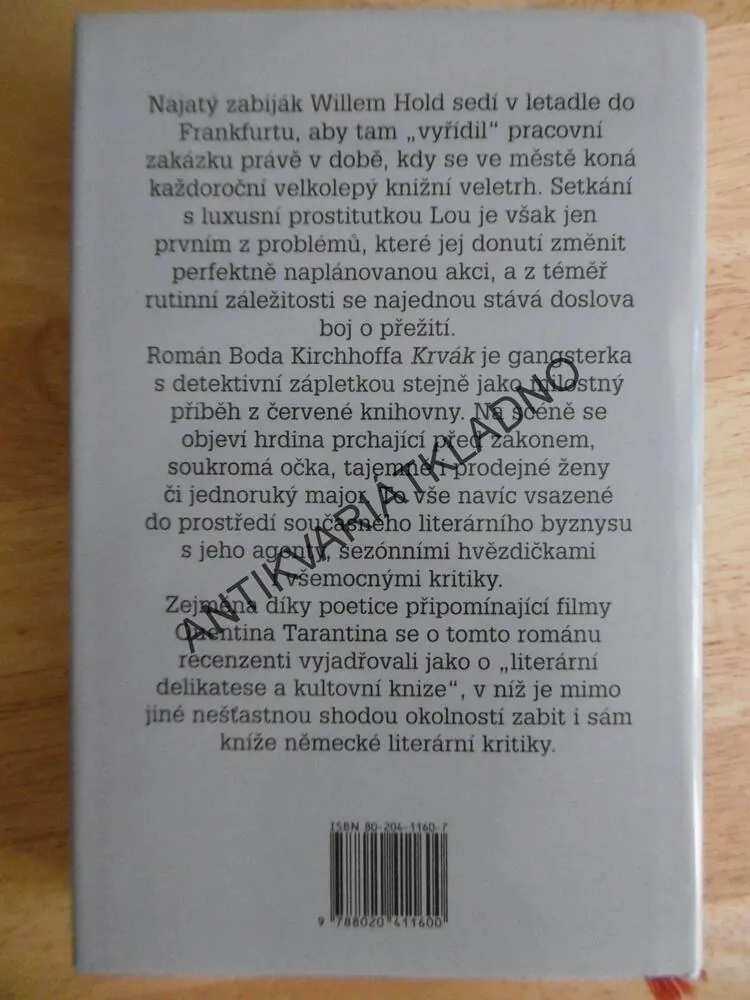 Najatý zabiják Willem Hold sedí v letadle do
Frankfurtu, aby tam „vyřídil“ pracovní
zakázku právě v době, kdy se ve městě koná
každoroční velkolepý knižní veletrh. Setkání
s luxusní prostitutkou Lou je však jen
prvním z problémů, které jej donutí změnit
perfektně naplánovanou akci, a z téměř
rutinní záležitosti se najednou stává doslova
boj o přežití.
Román Boda Kirchhoffa Krvák je gangsterka
s detektivní zápletkou stejně jako milostný
příběh z červené knihovny. Na scéně se
objeví hrdina prchající před zákonem,
soukromá očka, tajemné i prodejné ženy
či jednoruký major. To vše navíc vsazené
do prostředí současného literárního byznysu
s jeho agenty, sezónními hvězdičkami
i všemocnými kritiky.
Zejména díky poetice připomínající filmy
Quentina Tarantina se o tomto románu
recenzenti vyjadřovali jako o „literární
delikatese a kultovní knize“, v níž je mimo
jiné nešťastnou shodou okolností zabit i sám
kníže německé literární kritiky.
ANTIKVARIÁTKLADNO
ISBN 80-204-1160-7
9 788020 411600